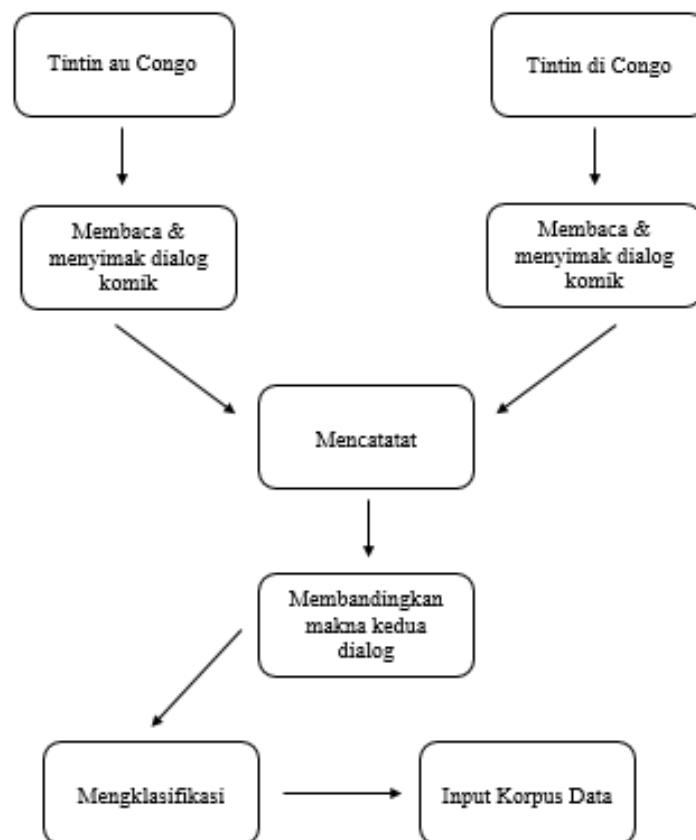 Tintin au Congo
Tintin di Congo
Membaca &
menyimak dialog
komik
Membaca &
menyimak dialog
komik
Mencatatat
Membandingkan
makna kedua
dialog
Mengklasifikasi
Input Korpus Data